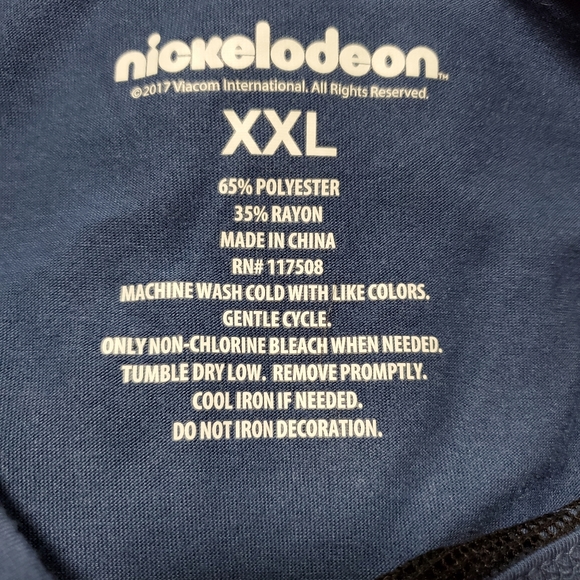 nickelodeon™
©2017 Viacom International. All Rights Reserved.
XXL
65% POLYESTER
35% RAYON
MADE IN CHINA
RN# 117508
MACHINE WASH COLD WITH LIKE COLORS.
GENTLE CYCLE.
ONLY NON-CHLORINE BLEACH WHEN NEEDED.
TUMBLE DRY LOW. REMOVE PROMPTLY.
COOL IRON IF NEEDED.
DO NOT IRON DECORATION.